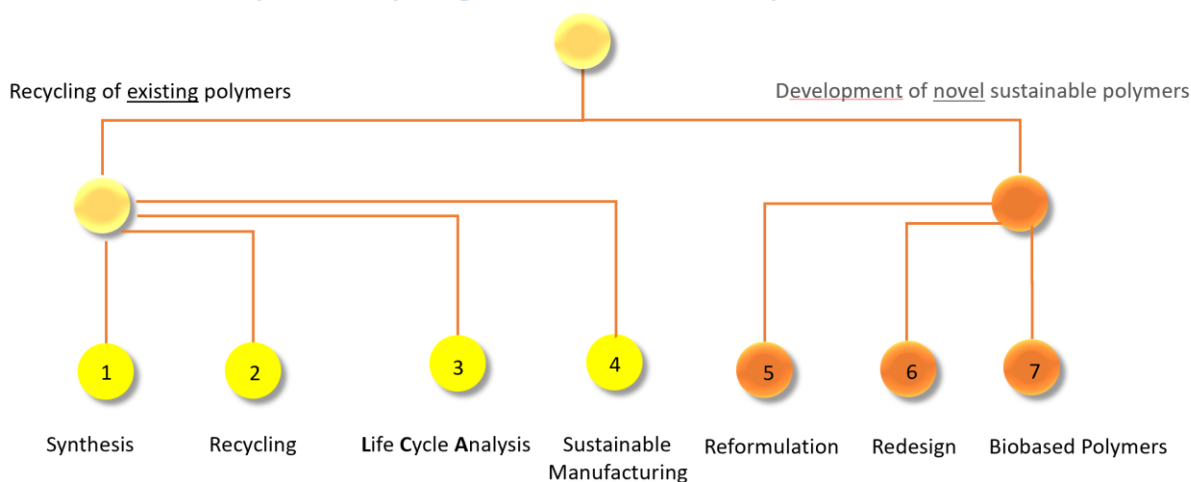 Recycling of existing polymers
Development of novel sustainable polymers
1
2
3
4
5
6
7
Synthesis
Recycling
Life Cycle Analysis
Sustainable
Manufacturing
Reformulation
Redesign
Biobased Polymers